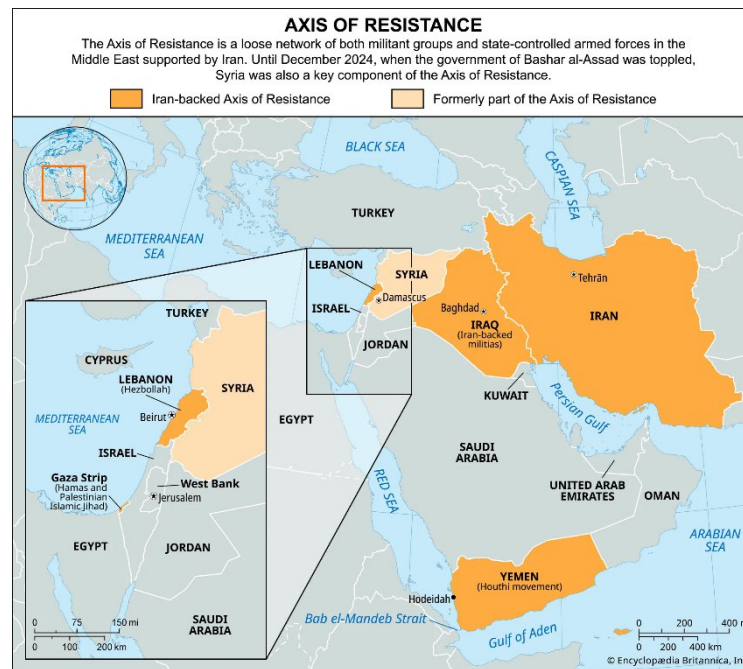 AXIS OF RESISTANCE
The Axis of Resistance is a loose network of both militant groups and state-controlled armed forces in the
Middle East supported by Iran. Until December 2024, when the government of Bashar al-Assad was toppled,
Syria was also a key component of the Axis of Resistance.
Iran-backed Axis of Resistance
Formerly part of the Axis of Resistance
BLACK SEA
CASPIAN SEA
TURKEY
MEDITERRANEAN
SEA
LEBANON
SYRIA
Damascus
ISRAEL
JORDAN
Tehrān
Baghdad
IRAQ
(Iran-backed
militias)
IRAN
KUWAIT
Persian Gulf
EGYPT
SAUDI
ARABIA
RED SEA
UNITED ARAB
EMIRATES
OMAN
ARABIAN
SEA
YEMEN
(Houthi movement)
Hodeidah
Bab el-Mandeb Strait
Gulf of Aden
TURKEY
CYPRUS
LEBANON
(Hezbollah)
SYRIA
Beirut
MEDITERRANEAN
SEA
ISRAEL
Gaza Strip
(Hamas and
Palestinian
Islamic Jihad)
West Bank
Jerusalem
EGYPT
JORDAN
SAUDI
ARABIA
0 75 150 mi
0 100 200 km
0 200 400 mi
0 200 400 km
© Encyclopædia Britannica, In